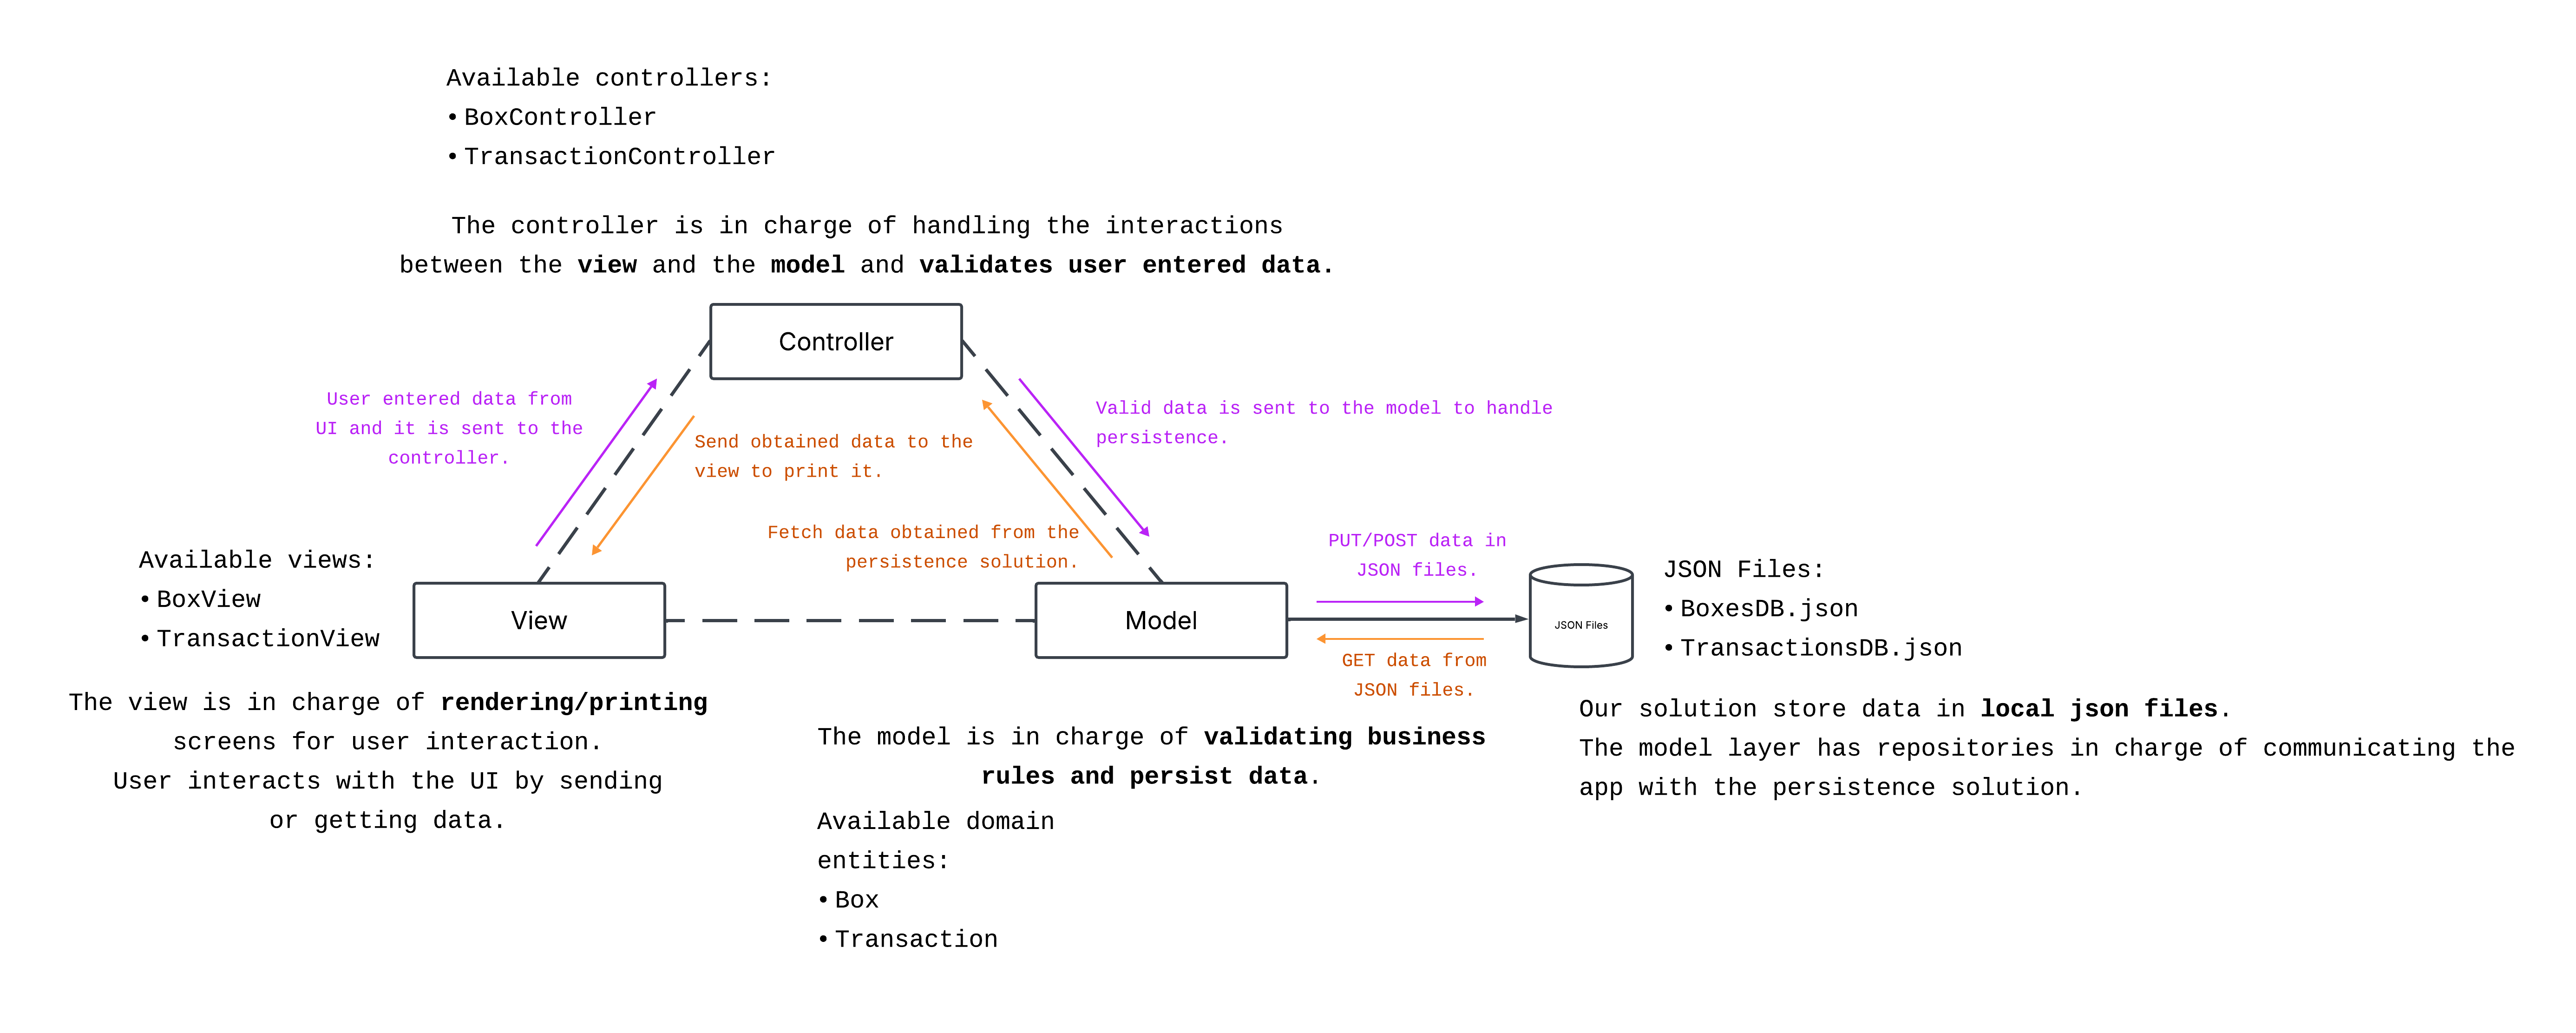 Available controllers:
• BoxController
• TransactionController
The controller is in charge of handling the interactions
between the view and the model and validates user entered data.
Controller
User entered data from
UI and it is sent to the
controller.
Send obtained data to the
view to print it.
Valid data is sent to the model to handle
persistence.
Fetch data obtained from the
persistence solution.
Available views:
• BoxView
• TransactionView
View
Model
PUT/POST data in
JSON files.
GET data from
JSON files.
JSON Files
JSON Files:
• BoxesDB.json
• TransactionsDB.json
The view is in charge of rendering/printing
screens for user interaction.
User interacts with the UI by sending
or getting data.
The model is in charge of validating business
rules and persist data.
Available domain
entities:
• Box
• Transaction
Our solution store data in local json files.
The model layer has repositories in charge of communicating the
app with the persistence solution.